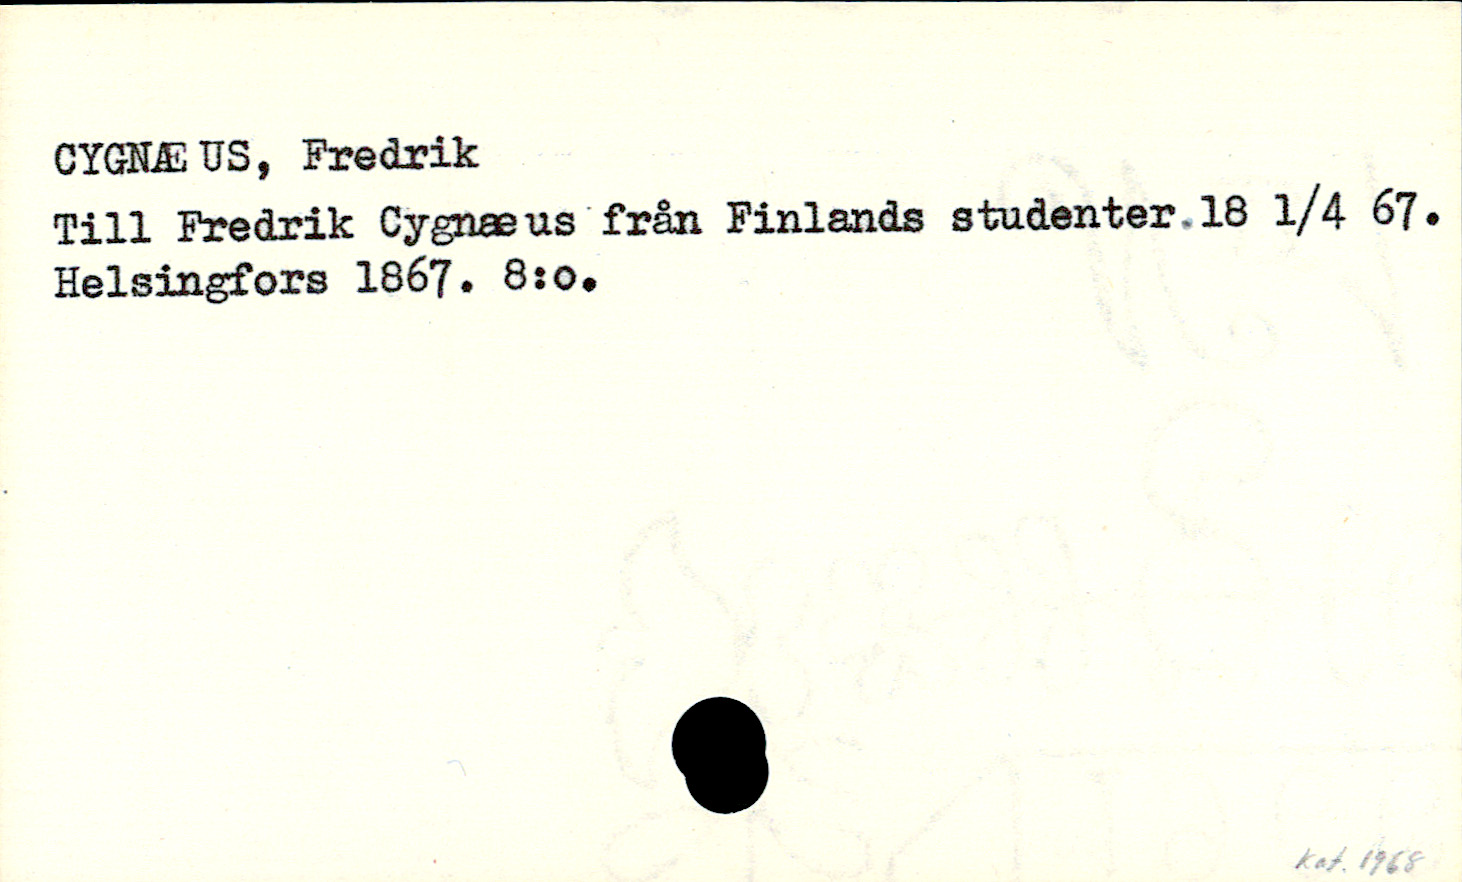 CYGNÆUS, Fredrik
Till Fredrik Cygnæus från Finlands studenter.18 1/4 67.
Helsingfors 1867. 8:o.
Kat. 1968